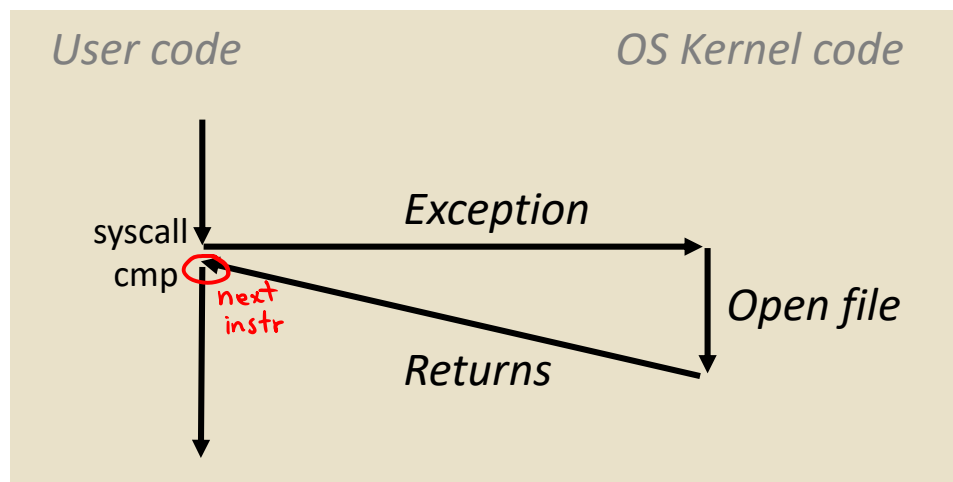 User code
OS Kernel code
Exception
syscall
cmp
next
instr
Open file
Returns